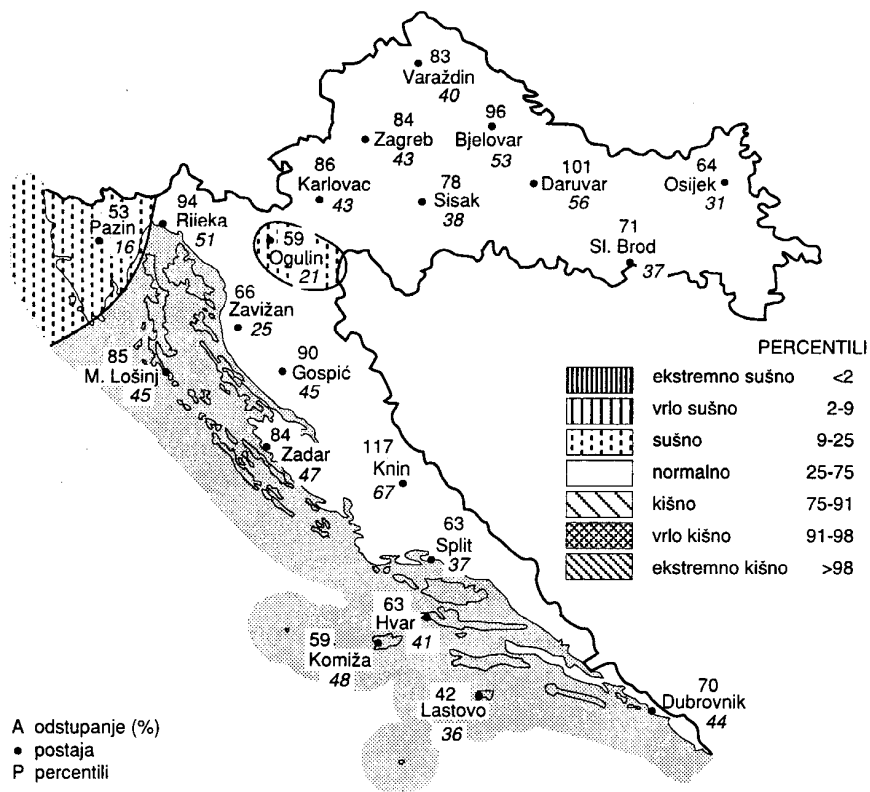 83
Varaždin
40
84
Zagreb
43
96
Bjelovar
53
86
Karlovac
43
78
Sisak
38
101
Daruvar
56
64
Osijek
31
71
Sl. Brod
37
53
Pazin
16
94
Rijeka
51
59
Ogulin
21
66
Zavižan
25
85
M. Lošinj
45
90
Gospić
45
84
Zadar
47
117
Knin
67
63
Split
37
63
Hvar
41
59
Komiža
48
42
Lastovo
36
70
Dubrovnik
44
PERCENTILI
ekstremno sušno <2
vrlo sušno 2-9
sušno 9-25
normalno 25-75
kišno 75-91
vrlo kišno 91-98
ekstremno kišno >98
A odstupanje (%)
• postaja
P percentili